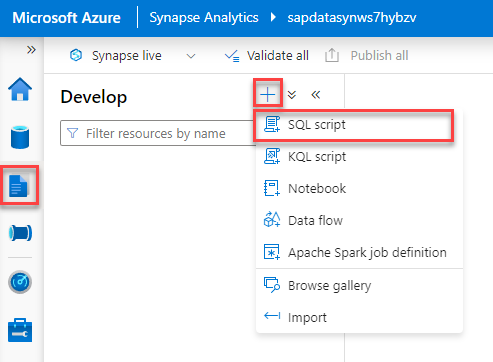 Microsoft Azure Synapse Analytics sapdatasynws7hybzv
Synapse live Validate all Publish all
Develop
Filter resources by name
SQL script
KQL script
Notebook
Data flow
Apache Spark job definition
Browse gallery
Import